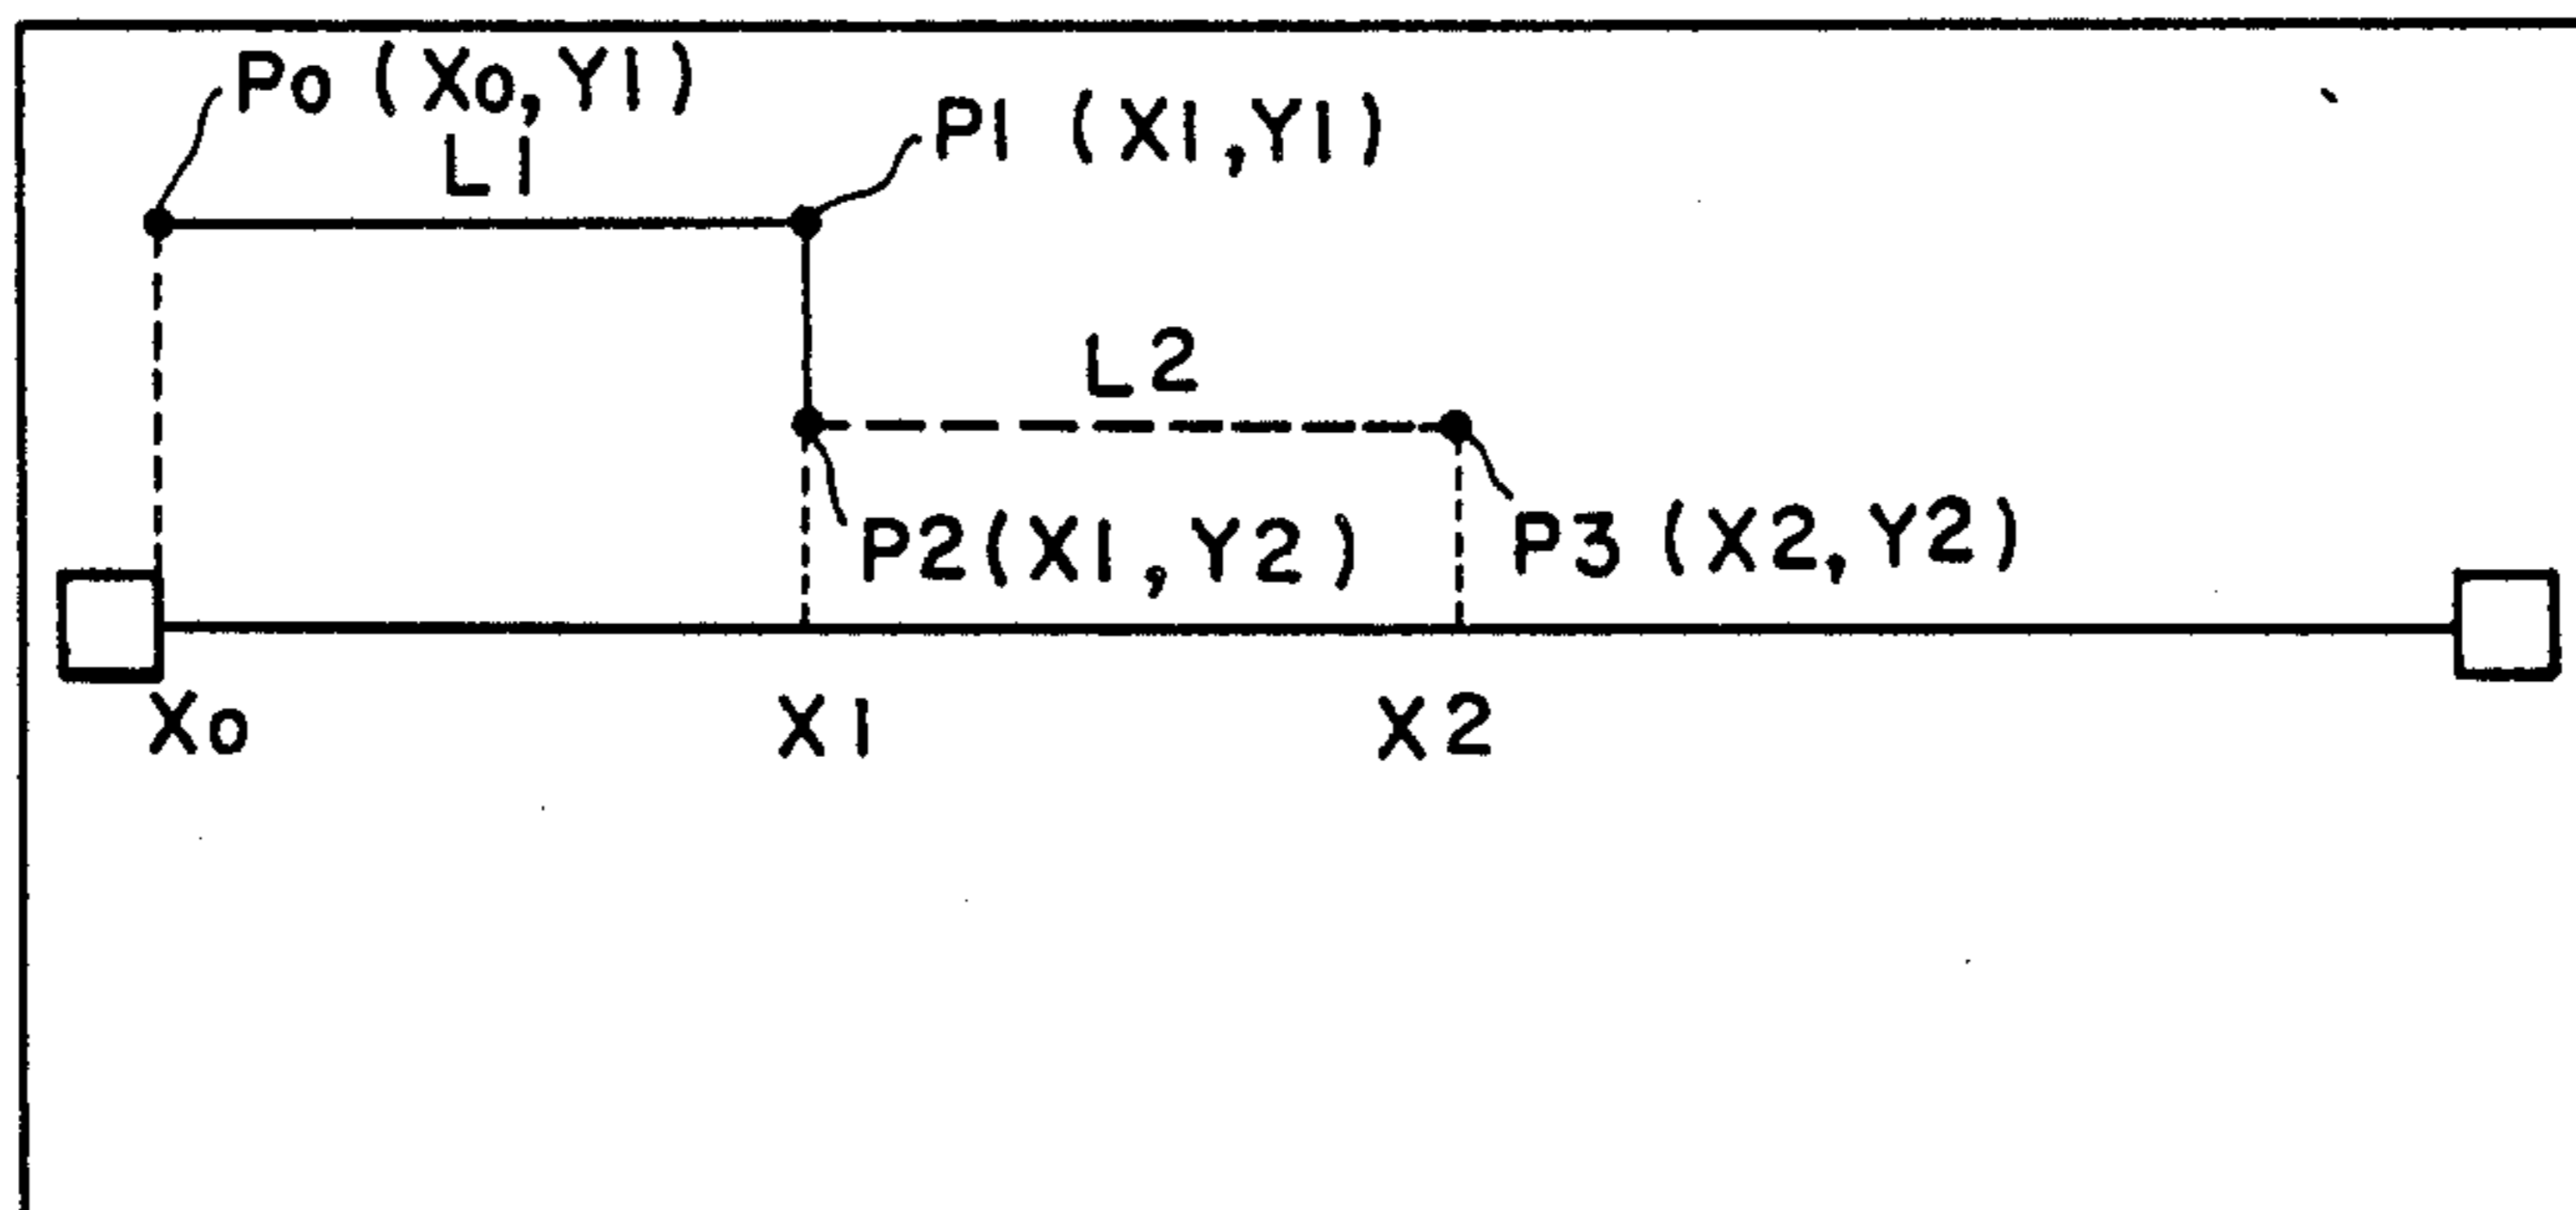 Po (Xo,Y1)
L1
P1 (X1,Y1)
L2
P2(X1,Y2)
P3 (X2,Y2)
Xo
X1
X2